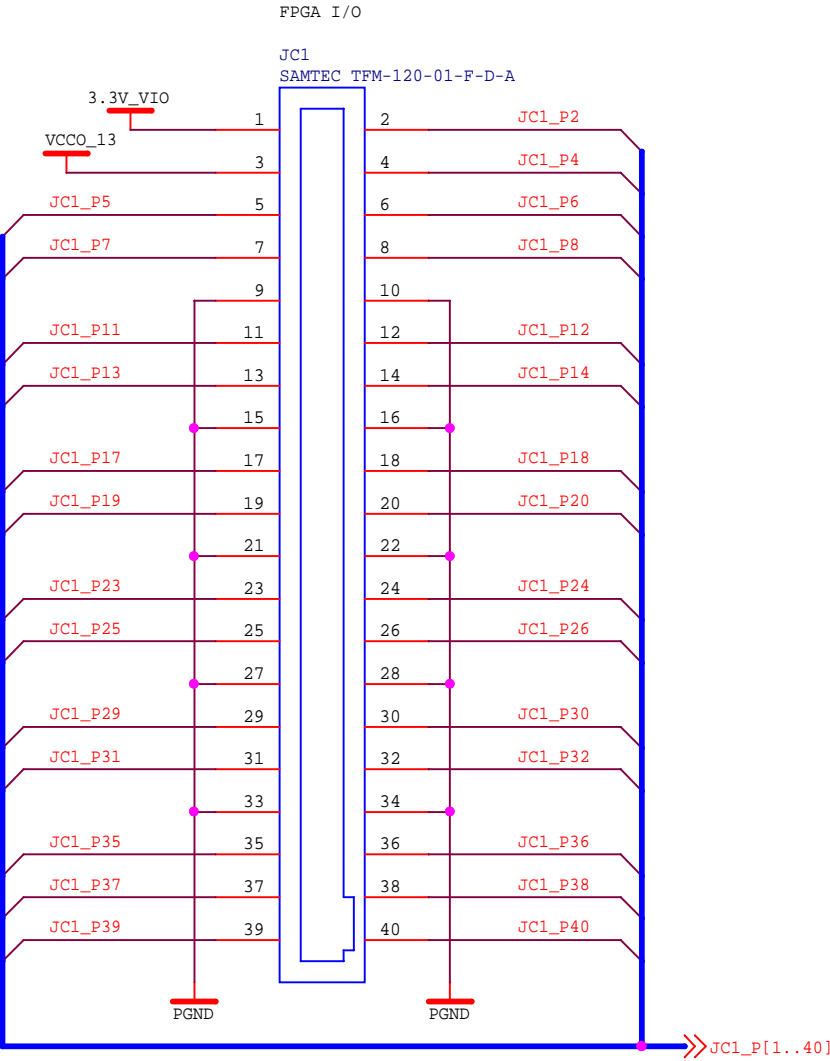 FPGA I/O
JC1
SAMTEC TFM-120-01-F-D-A
3.3V_VIO 1 2 JC1_P2
VCCO_13 3 4 JC1_P4
JC1_P5 5 6 JC1_P6
JC1_P7 7 8 JC1_P8
9 10
JC1_P11 11 12 JC1_P12
JC1_P13 13 14 JC1_P14
15 16
JC1_P17 17 18 JC1_P18
JC1_P19 19 20 JC1_P20
21 22
JC1_P23 23 24 JC1_P24
JC1_P25 25 26 JC1_P26
27 28
JC1_P29 29 30 JC1_P30
JC1_P31 31 32 JC1_P32
33 34
JC1_P35 35 36 JC1_P36
JC1_P37 37 38 JC1_P38
JC1_P39 39 40 JC1_P40
PGND PGND
JC1_P[1..40]